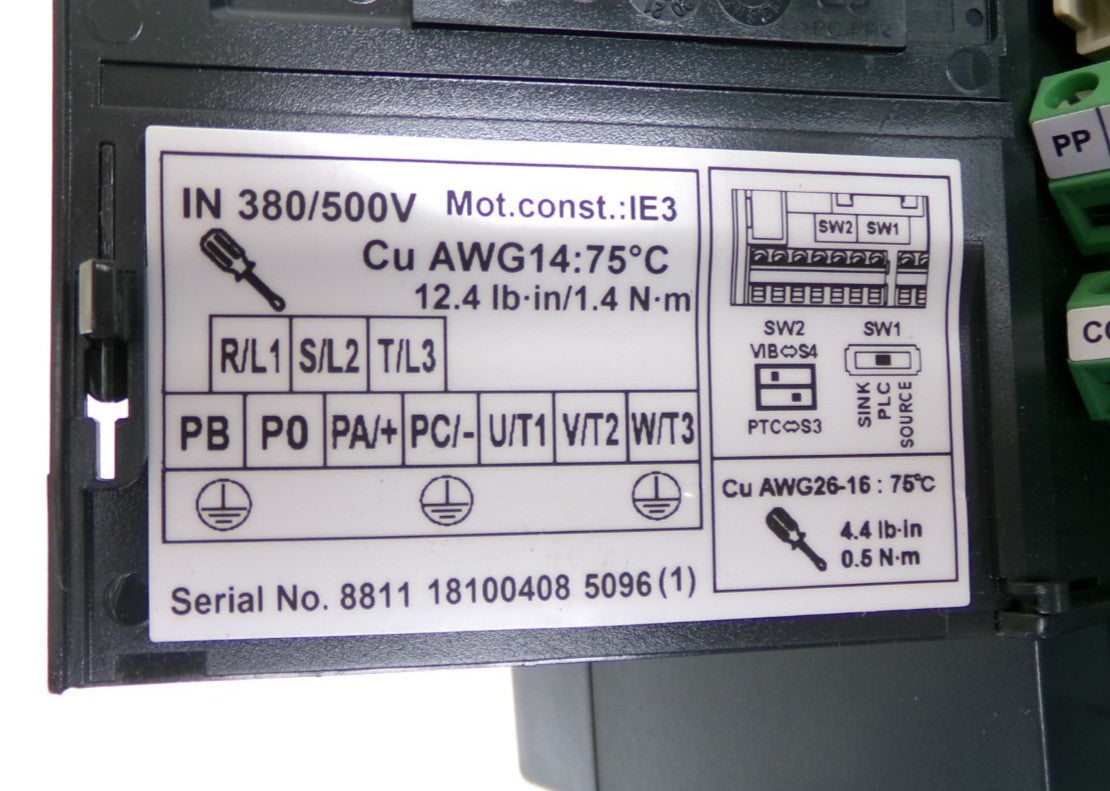 IN 380/500V Mot.const.:IE3
Cu AWG14:75°C
12.4 lb·in/1.4 N·m
R/L1 S/L2 T/L3
PB P0 PA/+ PC/- U/T1 V/T2 W/T3
Serial No. 8811 18100408 5096 (1)
SW2 SW1
SW2 SW1
VIB⇔S4
PTC⇔S3
SINK
PLC
SOURCE
Cu AWG26-16 : 75°C
4.4 lb·in
0.5 N·m
PP